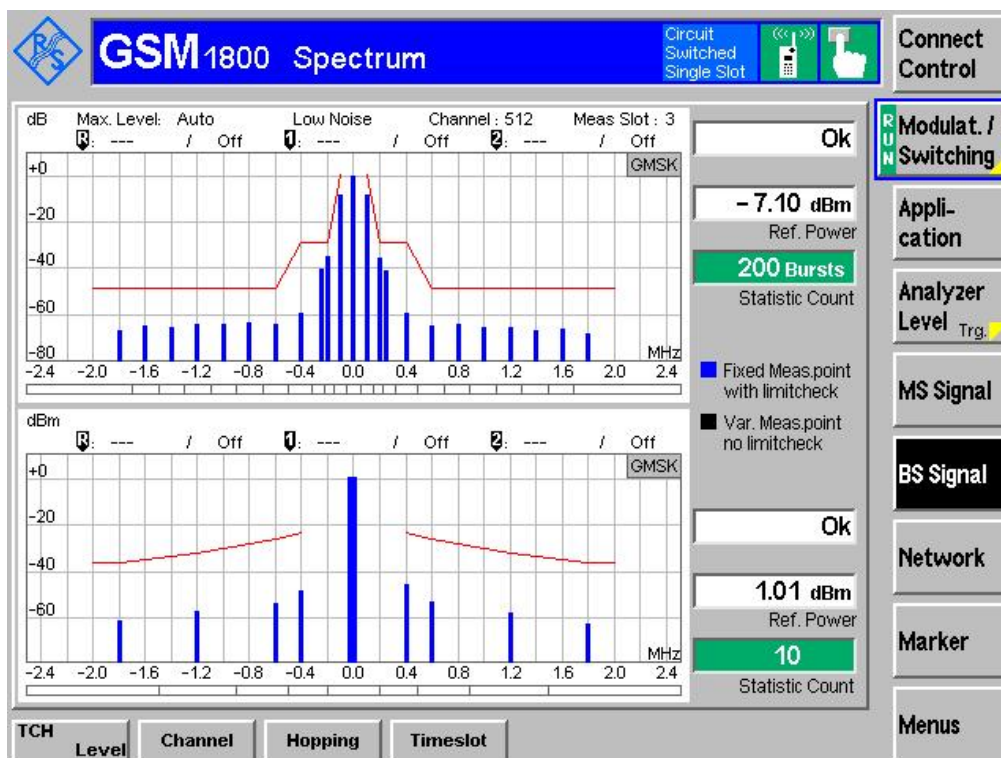 R&S
GSM 1800 Spectrum
Circuit Switched Single Slot
Connect Control
dB Max. Level: Auto Low Noise Channel : 512 Meas Slot : 3
R: --- / Off 1: --- / Off 2: --- / Off
GMSK
+0
-20
-40
-60
-80
MHz
-2.4 -2.0 -1.6 -1.2 -0.8 -0.4 0.0 0.4 0.8 1.2 1.6 2.0 2.4
Ok
- 7.10 dBm
Ref. Power
200 Bursts
Statistic Count
Fixed Meas.point
with limitcheck
Var. Meas.point
no limitcheck
dBm
R: --- / Off 1: --- / Off 2: --- / Off
GMSK
+0
-20
-40
-60
MHz
-2.4 -2.0 -1.6 -1.2 -0.8 -0.4 0.0 0.4 0.8 1.2 1.6 2.0 2.4
Ok
1.01 dBm
Ref. Power
10
Statistic Count
RUN
Modulat. /
Switching
Appli-
cation
Analyzer
Level Trg.
MS Signal
BS Signal
Network
Marker
Menus
TCH
Level
Channel
Hopping
Timeslot